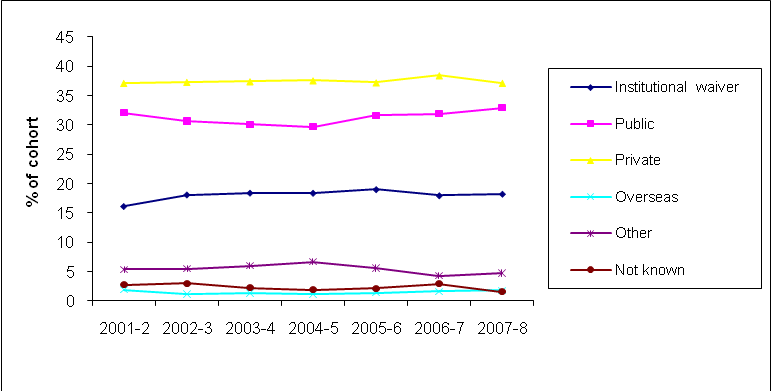 45
40
35
30
25
20
15
10
5
0
% of cohort
2001-2 2002-3 2003-4 2004-5 2005-6 2006-7 2007-8
Institutional waiver
Public
Private
Overseas
Other
Not known